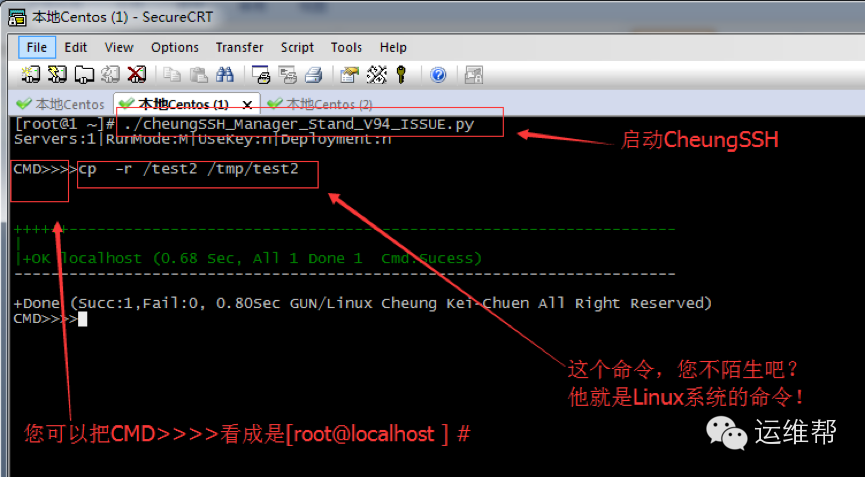 本地Centos (1) - SecureCRT
File Edit View Options Transfer Script Tools Help
本地Centos 本地Centos (1) × 本地Centos (2)
[root@1 ~]# ./cheungSSH_Manager_Stand_V94_ISSUE.py
启动CheungSSH
Servers:1|RunMode:M|UseKey:n|Deployment:n
CMD>>>>cp -r /test2 /tmp/test2
|+OK localhost (0.68 Sec, All 1 Done 1 Cmd:Sucess)
+Done (Succ:1,Fail:0, 0.80Sec GUN/Linux Cheung Kei-Chuen All Right Reserved)
CMD>>>>
这个命令，您不陌生吧？
他就是Linux系统的命令！
您可以把CMD>>>>看成是[root@localhost ] #
运维帮